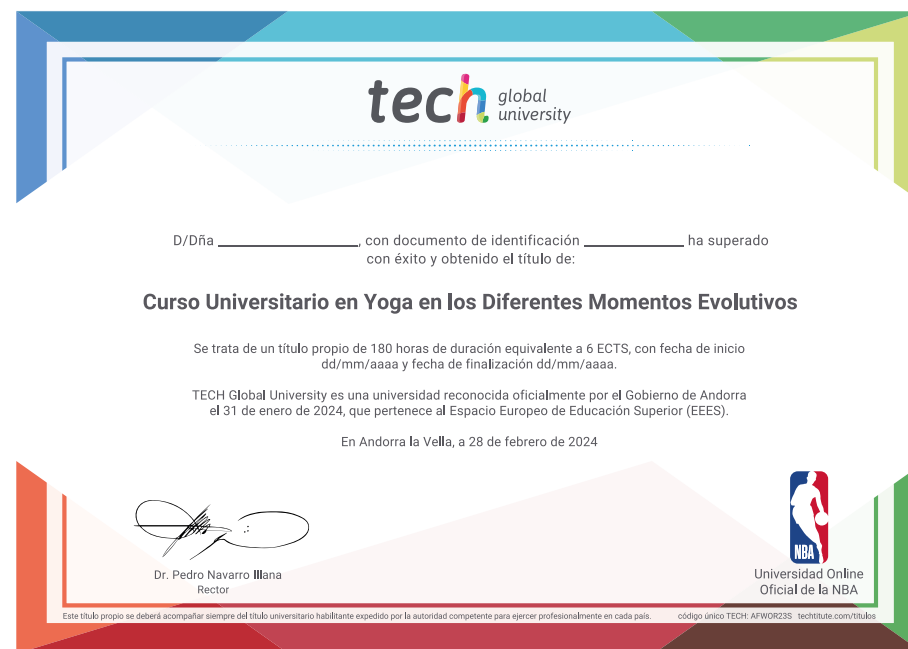 tech global university
D/Dña ____________________, con documento de identificación ______________ ha superado
con éxito y obtenido el título de:
Curso Universitario en Yoga en los Diferentes Momentos Evolutivos
Se trata de un título propio de 180 horas de duración equivalente a 6 ECTS, con fecha de inicio
dd/mm/aaaa y fecha de finalización dd/mm/aaaa.
TECH Global University es una universidad reconocida oficialmente por el Gobierno de Andorra
el 31 de enero de 2024, que pertenece al Espacio Europeo de Educación Superior (EEES).
En Andorra la Vella, a 28 de febrero de 2024
Dr. Pedro Navarro Illana
Rector
NBA
Universidad Online
Oficial de la NBA
Este título propio se deberá acompañar siempre del título universitario habilitante expedido por la autoridad competente para ejercer profesionalmente en cada país. código único TECH: AFWOR23S techtitute.com/titulos